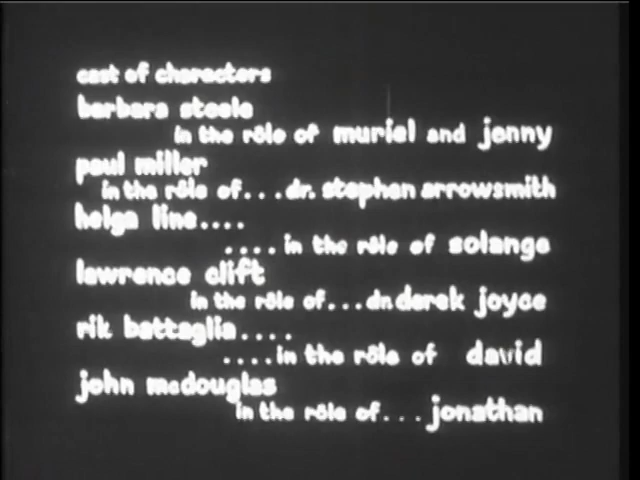 cast of characters
barbara steele
in the rôle of muriel and jenny
paul miller
in the rôle of...dr. stephen arrowsmith
helga line....
....in the rôle of solange
lawrence clift
in the rôle of...dr.derek joyce
rik battaglia....
....in the rôle of david
john mcdouglas
in the rôle of...jonathan